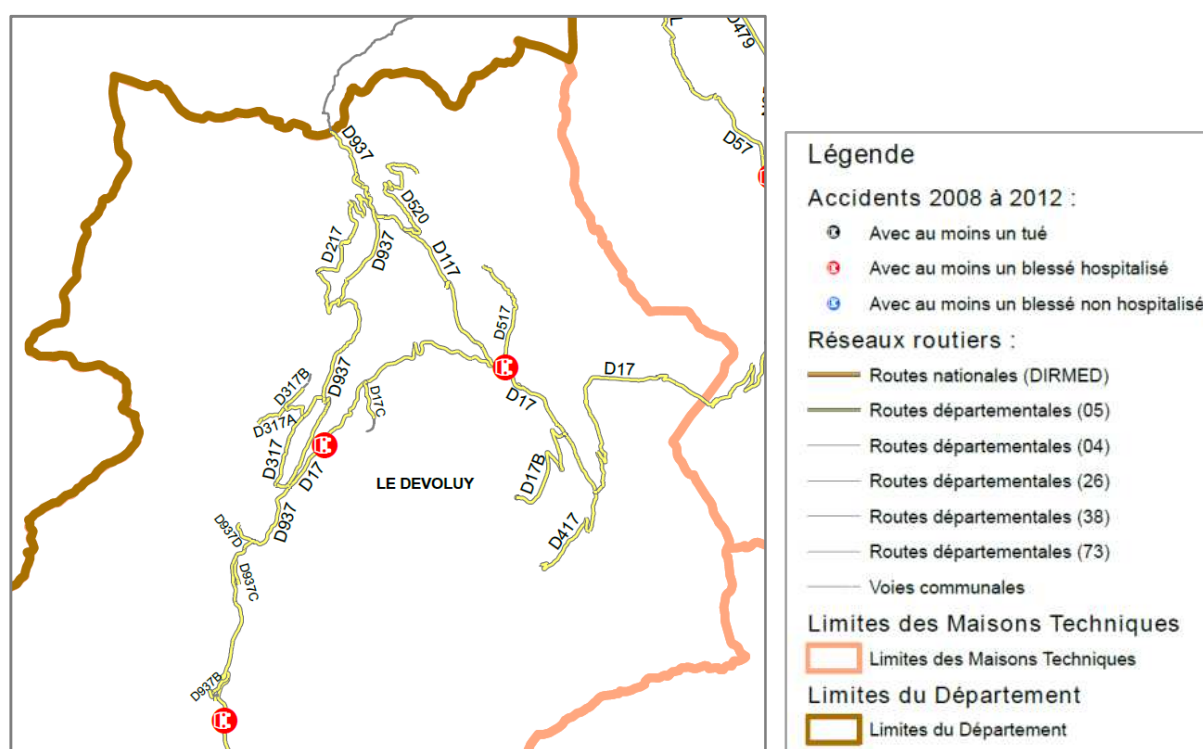 D479
D57
D937
D520
D217
D937
D117
D517
D17
D937
D317B
D17C
D317A
D17
D317
D17
LE DEVOLUY
D17B
D937
D937D
D417
D937C
D937B
Légende
Accidents 2008 à 2012 :
Avec au moins un tué
Avec au moins un blessé hospitalisé
Avec au moins un blessé non hospitalisé
Réseaux routiers :
Routes nationales (DIRMED)
Routes départementales (05)
Routes départementales (04)
Routes départementales (26)
Routes départementales (38)
Routes départementales (73)
Voies communales
Limites des Maisons Techniques
Limites des Maisons Techniques
Limites du Département
Limites du Département